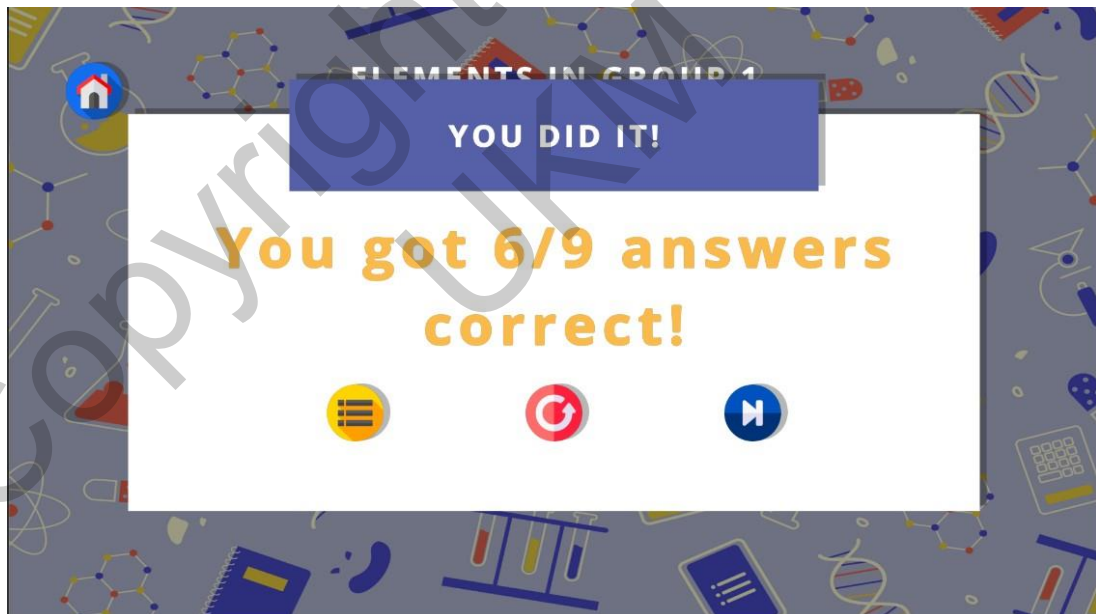 ELEMENTS IN GROUP 1
YOU DID IT!
You got 6/9 answers
correct!
Copyright
UKM